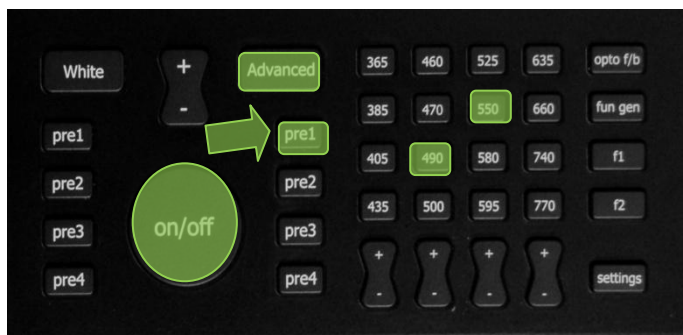 White
+
-
Advanced
pre1
pre2
pre3
pre4
on/off
pre1
pre2
pre3
pre4
365 460 525 635
385 470 550 660
405 490 580 740
435 500 595 770
+ + + +
- - - -
opto f/b
fun gen
f1
f2
settings